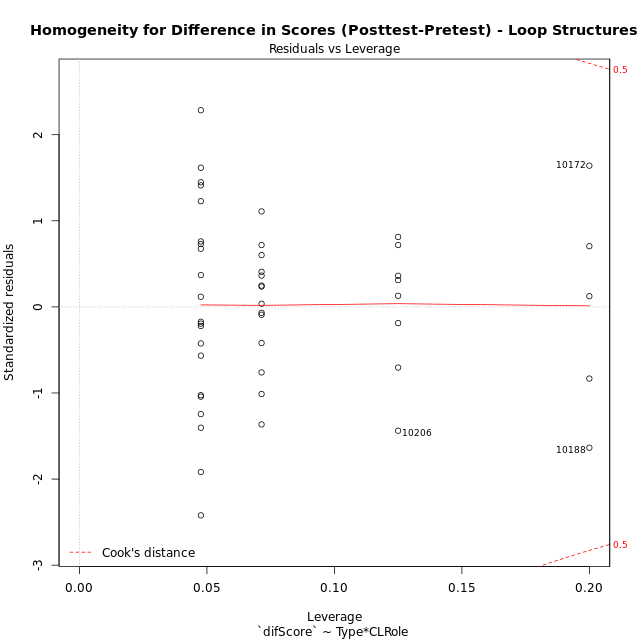 Homogeneity for Difference in Scores (Posttest-Pretest) - Loop Structures
Residuals vs Leverage
0.5
10172
10206
10188
0.5
Cook's distance
Standardized residuals
2
1
0
-1
-2
-3
0.00 0.05 0.10 0.15 0.20
Leverage
`difScore` ~ Type*CLRole